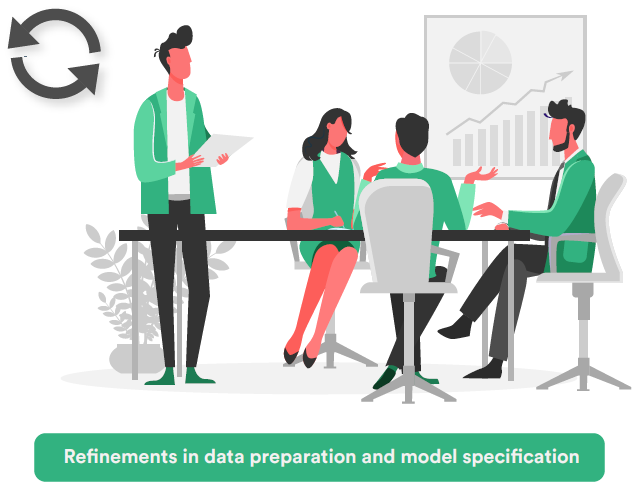 Refinements in data preparation and model specification